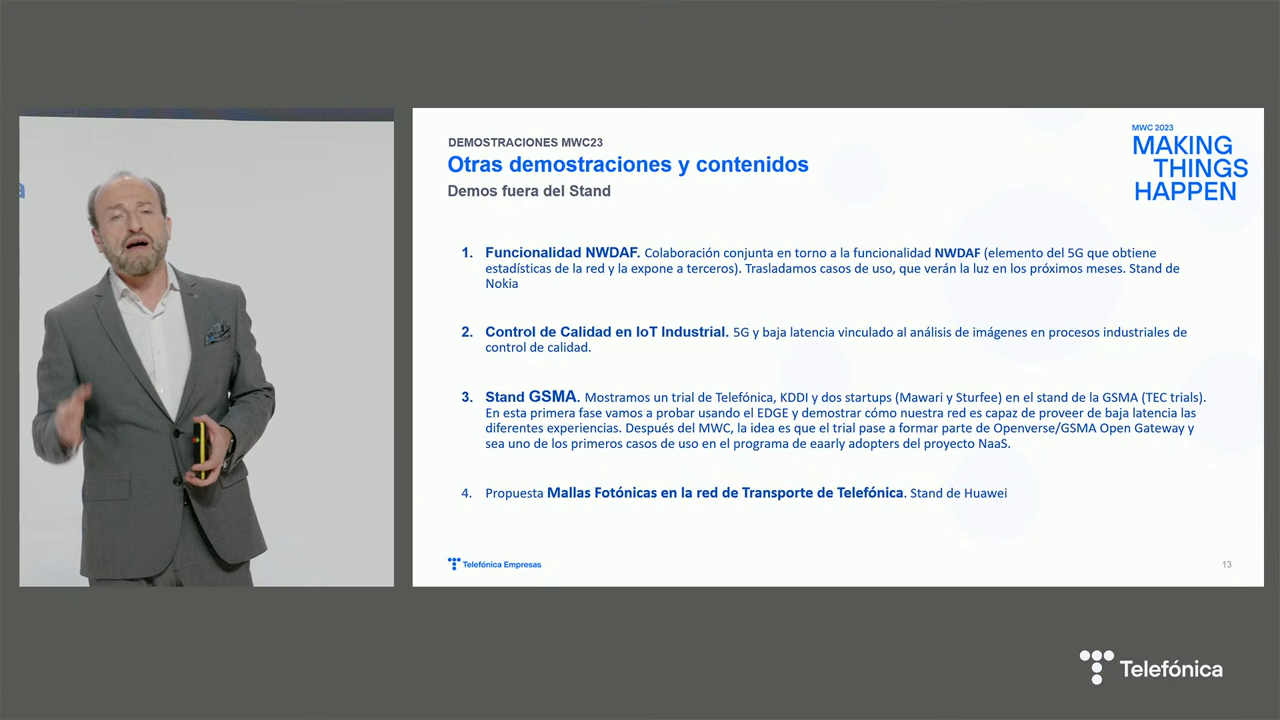 DEMOSTRACIONES MWC23
Otras demostraciones y contenidos
Demos fuera del Stand
MWC 2023
MAKING
THINGS
HAPPEN
1. Funcionalidad NWDAF. Colaboración conjunta en torno a la funcionalidad NWDAF (elemento del 5G que obtiene
estadísticas de la red y la expone a terceros). Trasladamos casos de uso, que verán la luz en los próximos meses. Stand de
Nokia
2. Control de Calidad en IoT Industrial. 5G y baja latencia vinculado al análisis de imágenes en procesos industriales de
control de calidad.
3. Stand GSMA. Mostramos un trial de Telefónica, KDDI y dos startups (Mawari y Sturfee) en el stand de la GSMA (TEC trials).
En esta primera fase vamos a probar usando el EDGE y demostrar cómo nuestra red es capaz de proveer de baja latencia las
diferentes experiencias. Después del MWC, la idea es que el trial pase a formar parte de Openverse/GSMA Open Gateway y
sea uno de los primeros casos de uso en el programa de eaarly adopters del proyecto NaaS.
4. Propuesta Mallas Fotónicas en la red de Transporte de Telefónica. Stand de Huawei
Telefónica Empresas
13
Telefónica